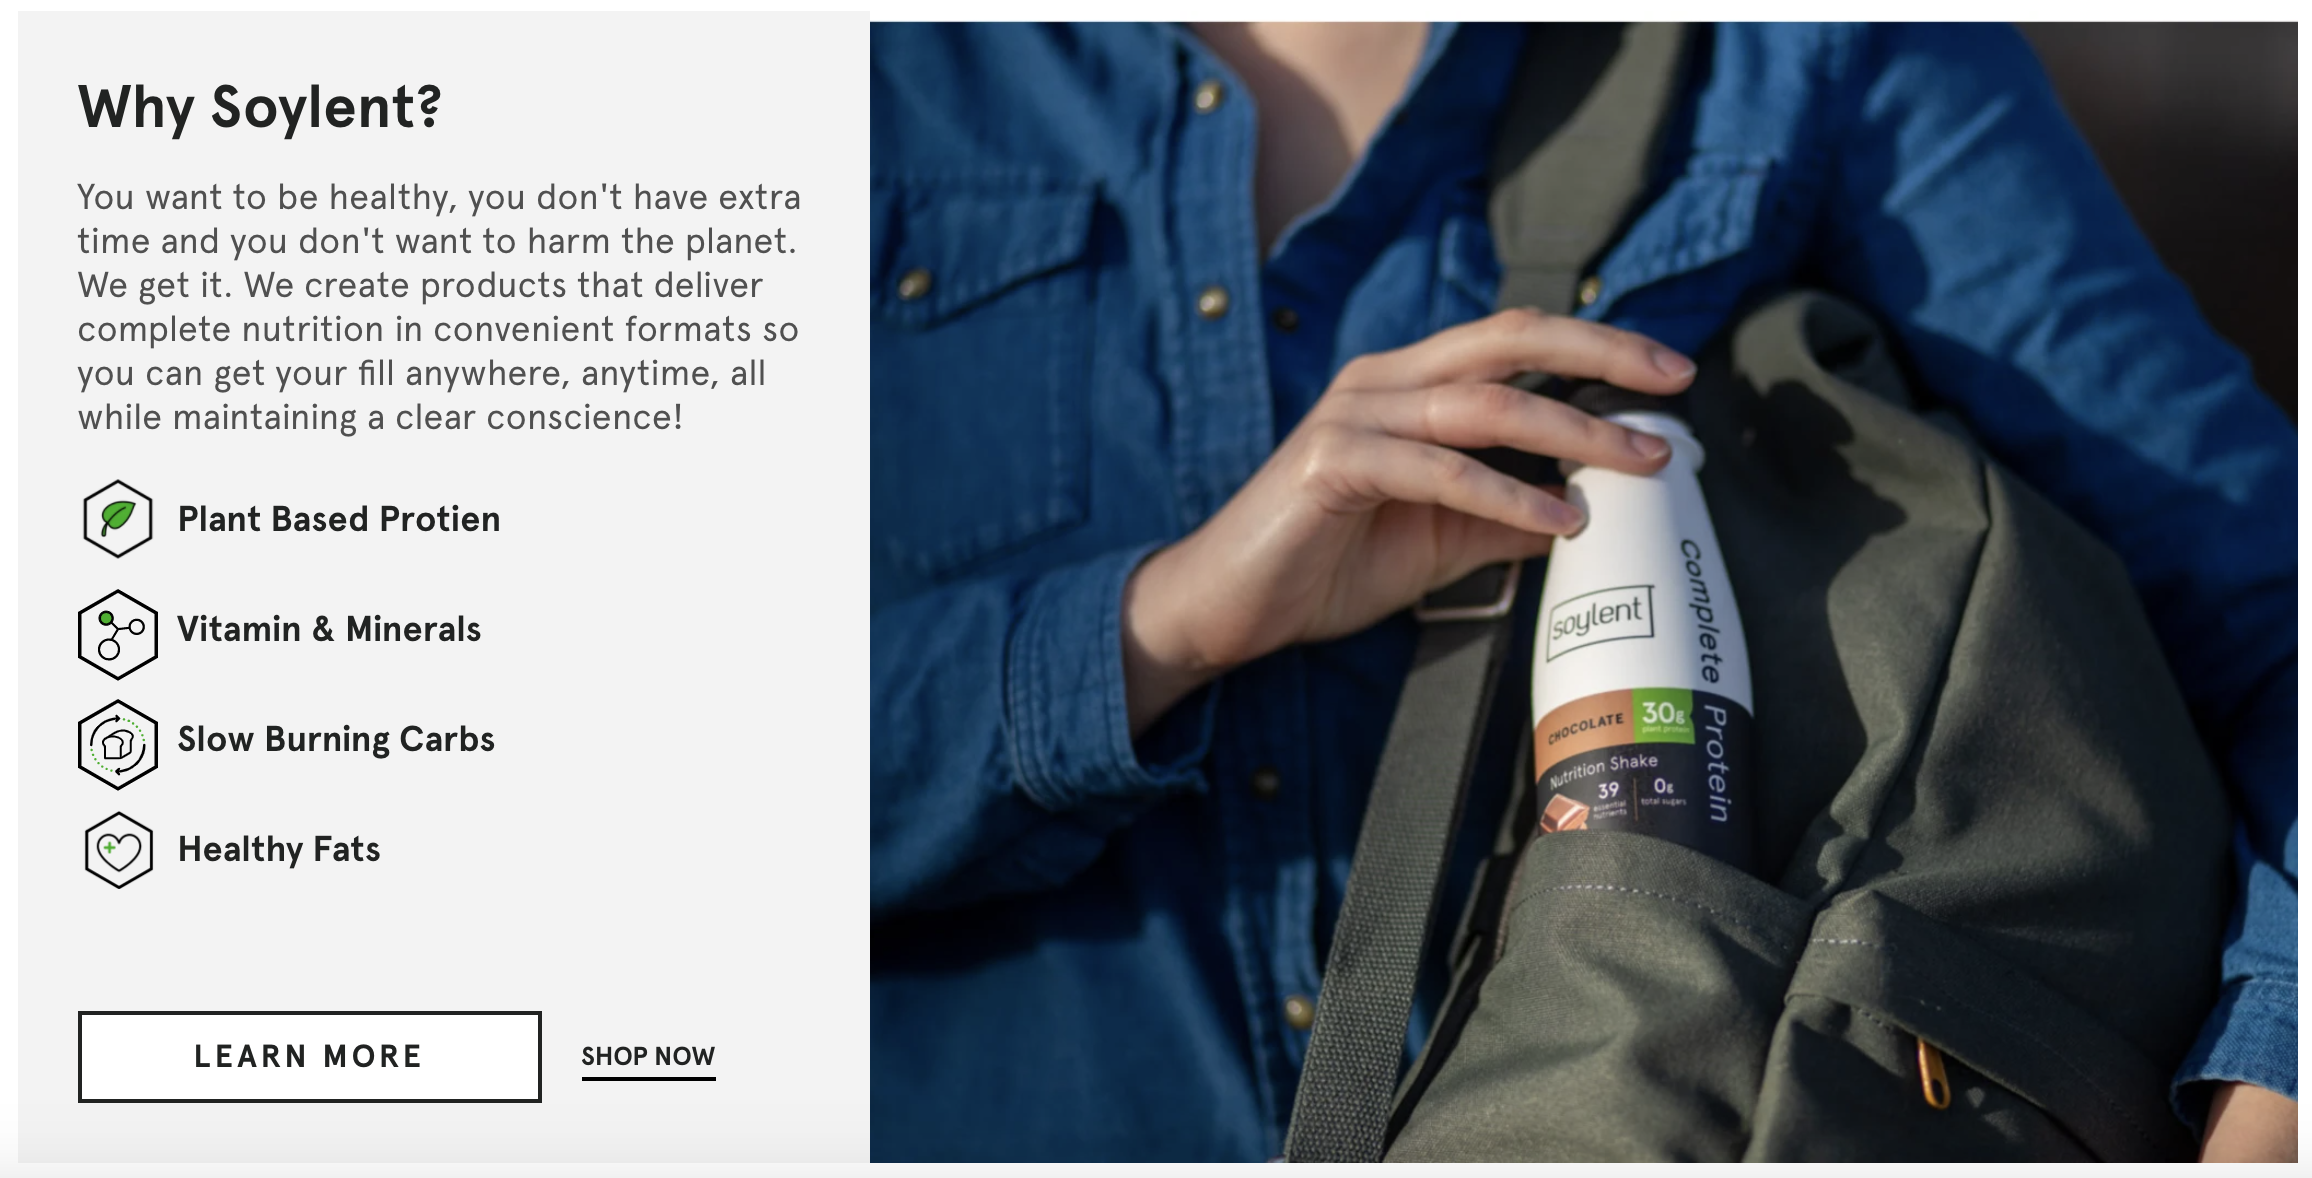 Why Soylent?
You want to be healthy, you don't have extra
time and you don't want to harm the planet.
We get it. We create products that deliver
complete nutrition in convenient formats so
you can get your fill anywhere, anytime, all
while maintaining a clear conscience!
Plant Based Protien
Vitamin & Minerals
Slow Burning Carbs
Healthy Fats
LEARN MORE
SHOP NOW
soylent
complete Protein
CHOCOLATE
30g
plant protein
Nutrition Shake
39
essential
nutrients
0g
total sugars